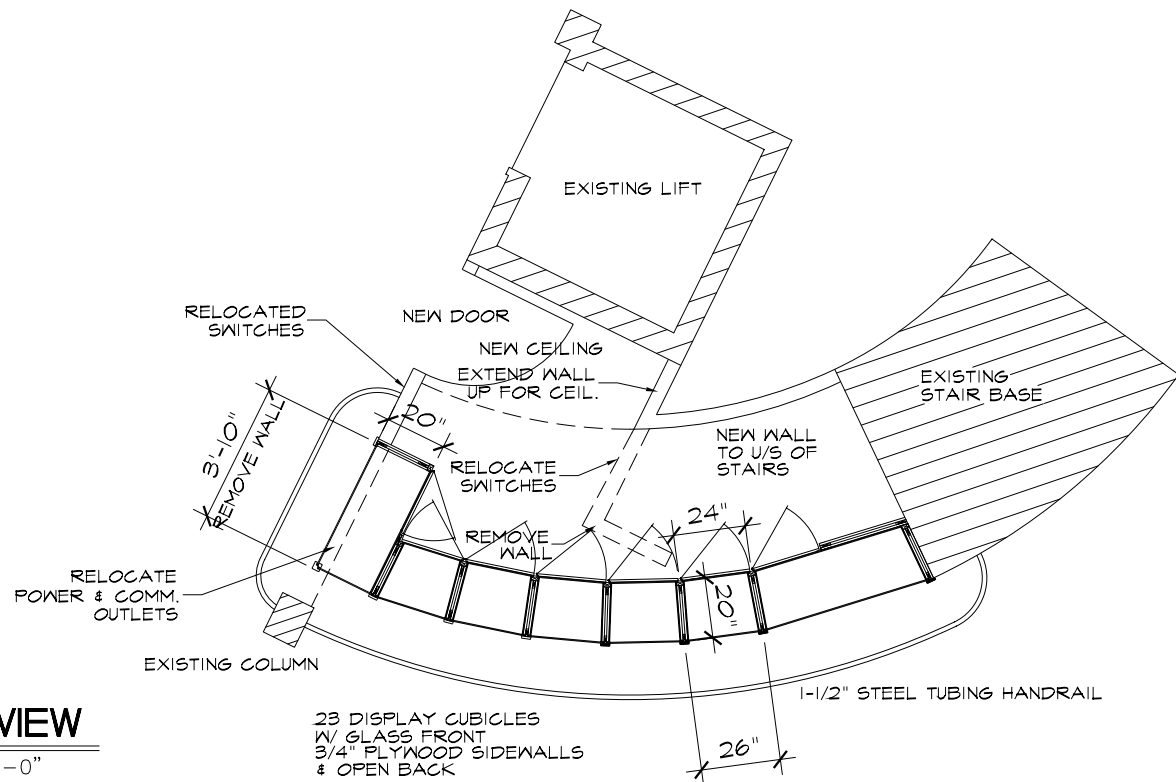 EXISTING LIFT
RELOCATED
SWITCHES
NEW DOOR
NEW CEILING
EXTEND WALL
UP FOR CEIL.
EXISTING
STAIR BASE
20"
3'-10"
REMOVE WALL
NEW WALL
TO U/S OF
STAIRS
RELOCATE
SWITCHES
24"
REMOVE
WALL
RELOCATE
POWER & COMM.
OUTLETS
20"
EXISTING COLUMN
1-1/2" STEEL TUBING HANDRAIL
VIEW
-0"
23 DISPLAY CUBICLES
W/ GLASS FRONT
3/4" PLYWOOD SIDEWALLS
& OPEN BACK
26"